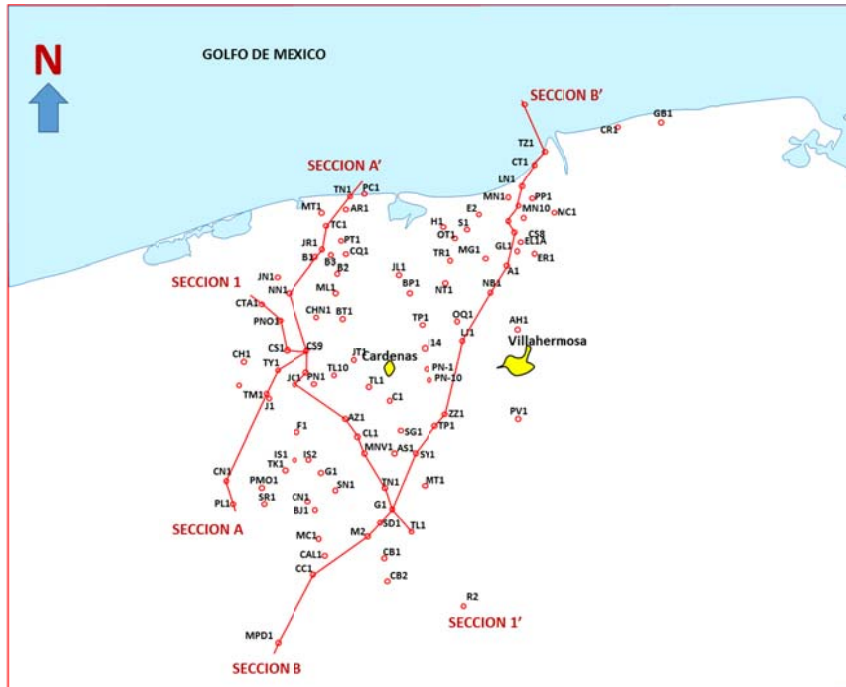 GOLFO DE MEXICO
N
SECCION B'
GB1
CR1
TZ1
CT1
SECCION A'
LN1
TN1
PC1
MN1
PP1
MT1
AR1
E2
MN10
MC1
TC1
H1
S1
CS8
OT1
PT1
JR1
GL1
EL1A
B1
B3
CQ1
TR1
MG1
ER1
B2
JL1
A1
JN1
SECCION 1
NN1
ML1
BP1
NT1
NB1
CTA1
PNO1
CHN1
BT1
TP1
OQ1
AH1
LJ1
CS1
CS9
14
Villahermosa
CH1
TY1
JT1
Cardenas
PN-1
TL10
PN-10
JC1
PN1
TL1
TM1
J1
C1
AZ1
ZZ1
PV1
F1
CL1
SG1
TP1
MNV1
AS1
SY1
IS1
IS2
TK1
G1
CN1
PMO1
SN1
TN1
MT1
PL1
SR1
CN1
BJ1
G1
SECCION A
SD1
TL1
MC1
M2
CAL1
CB1
CC1
CB2
R2
SECCION 1'
MPD1
SECCION B